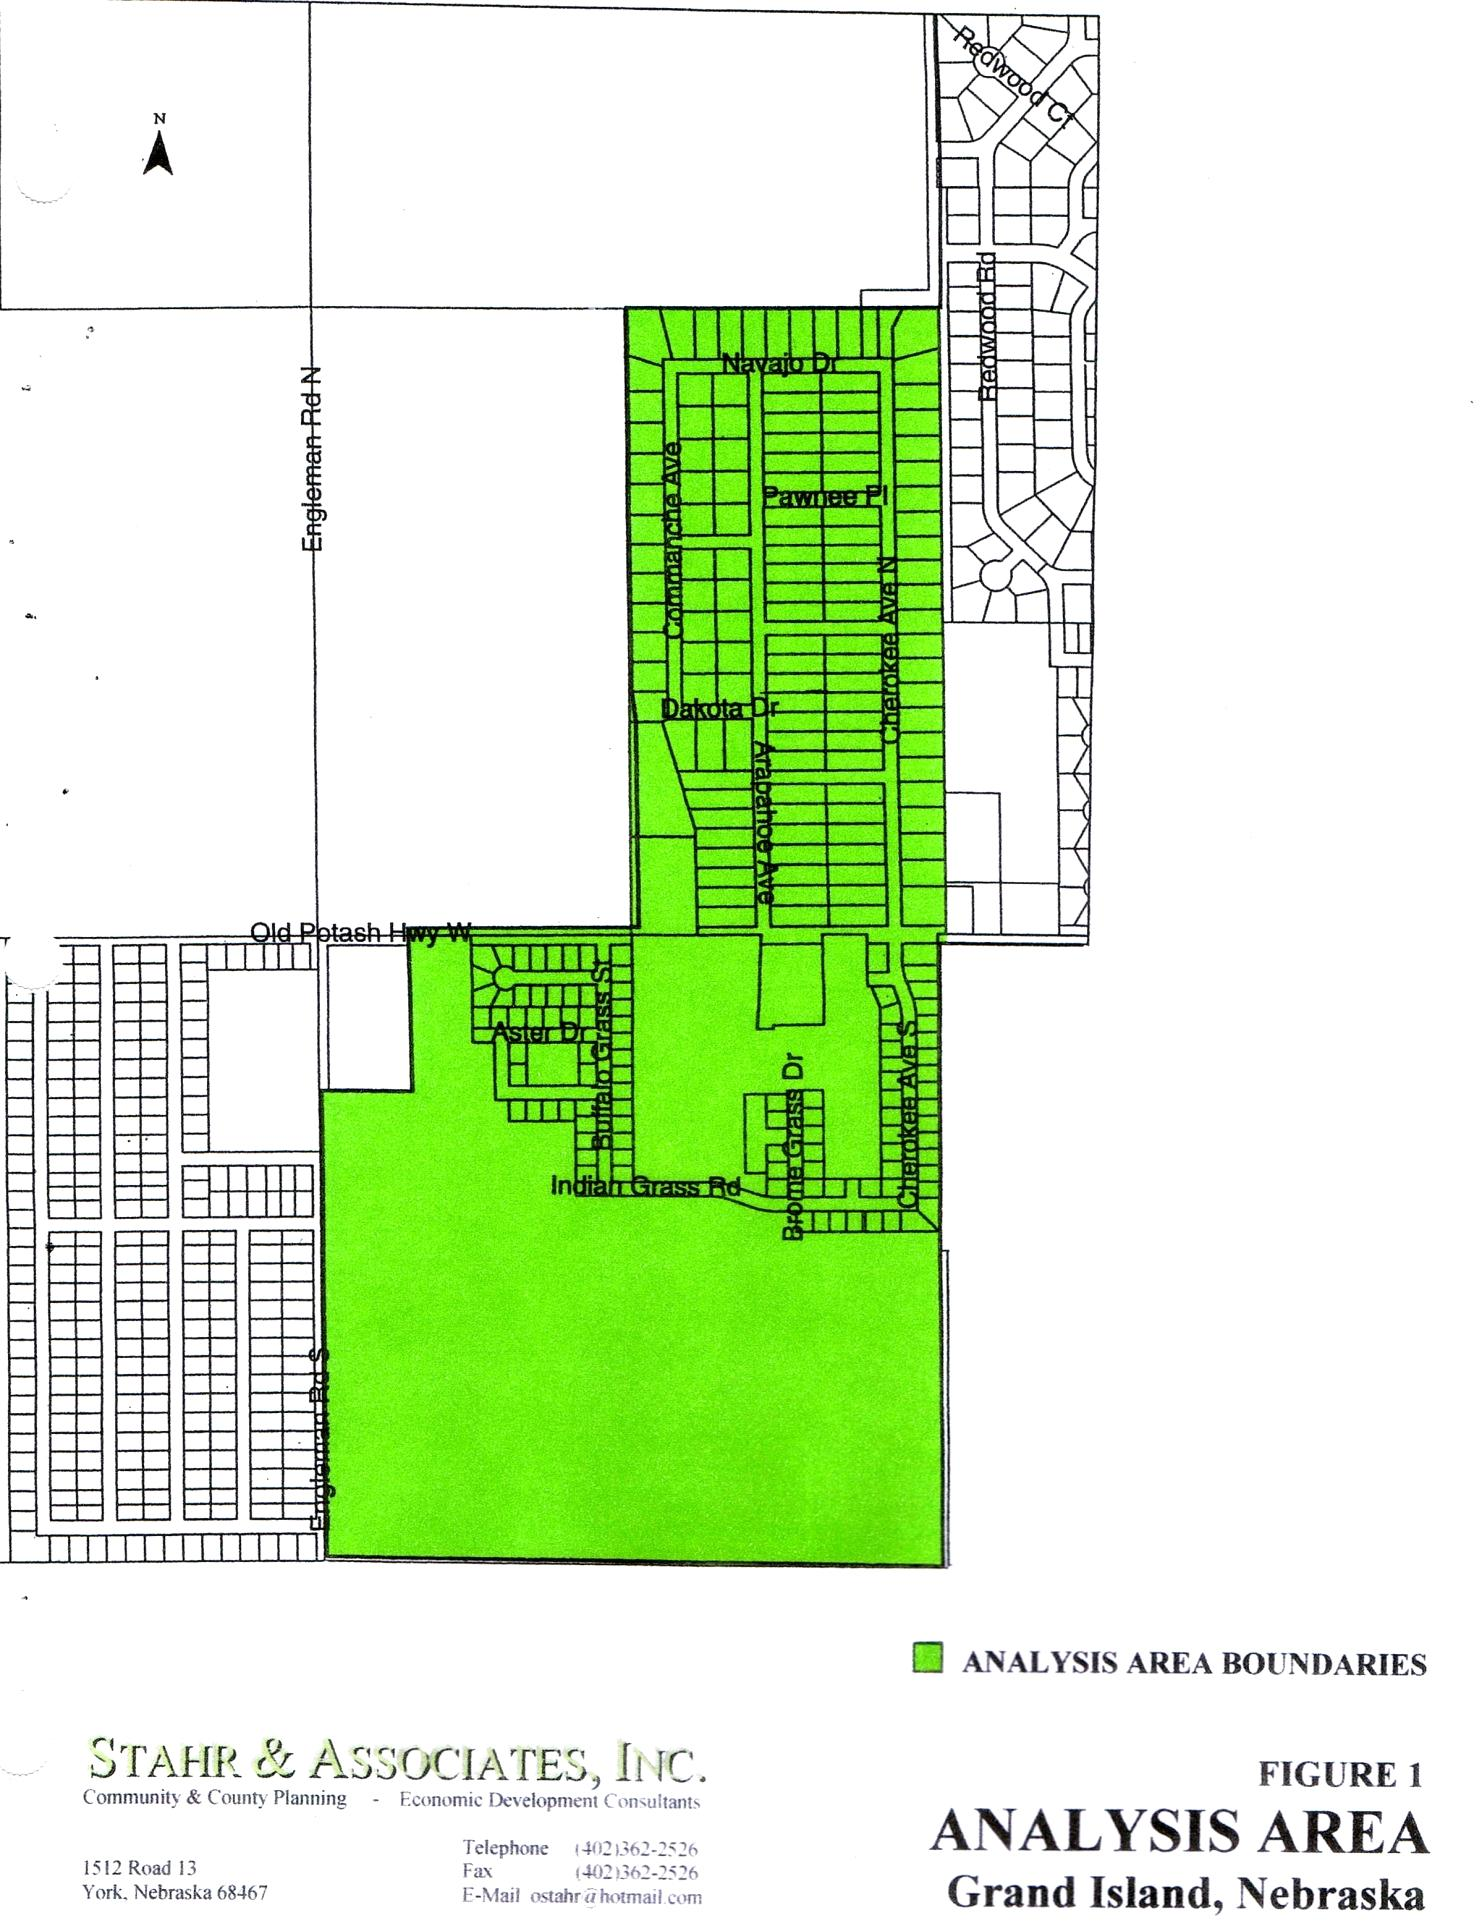 Redwood Ct
N
Redwood Rd
Navajo Dr
Engleman Rd N
Commanche Ave
Pawnee Pl
Cherokee Ave N
Dakota Dr
Arapahoe Ave
Old Potash Hwy W
Buffalo Grass St
Aster Dr
Cherokee Ave S
Brome Grass Dr
Indian Grass Rd
Engleman Rd S
ANALYSIS AREA BOUNDARIES
STAHR & ASSOCIATES, INC.
Community & County Planning - Economic Development Consultants
1512 Road 13
York, Nebraska 68467
Telephone (402)362-2526
Fax (402)362-2526
E-Mail ostahr@hotmail.com
FIGURE 1
ANALYSIS AREA
Grand Island, Nebraska